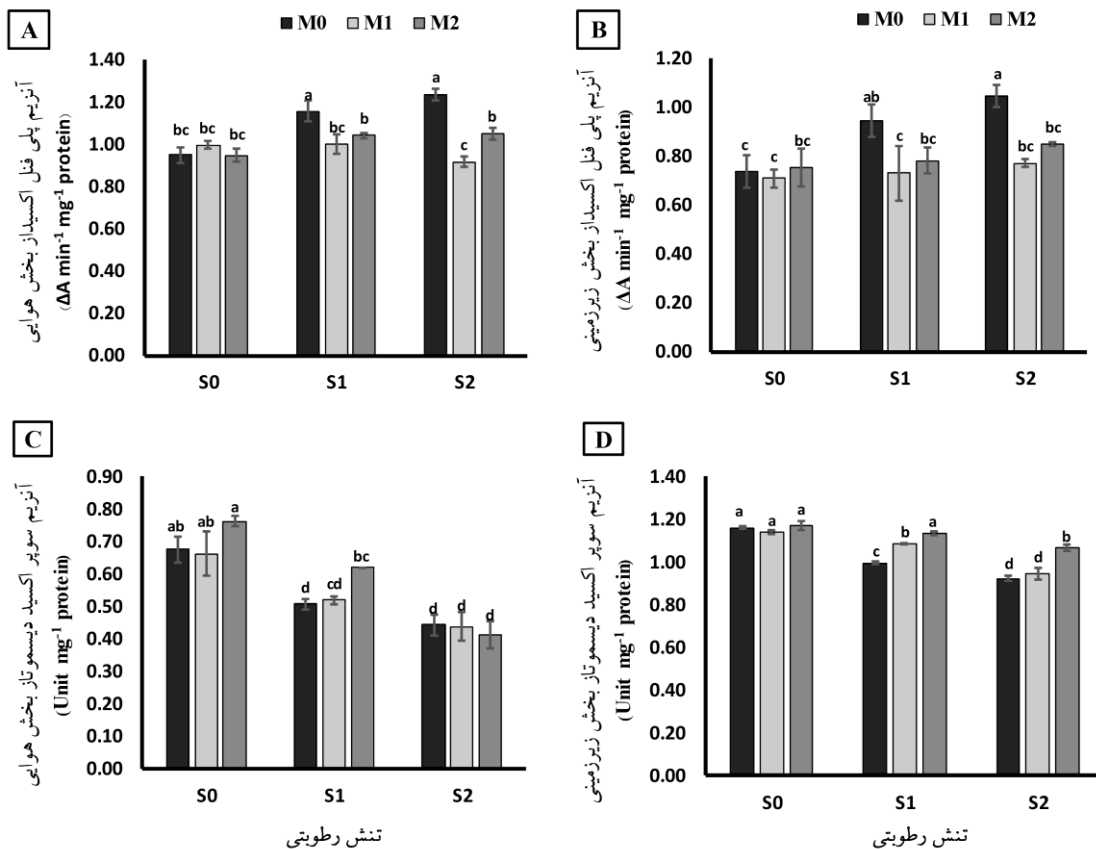 A
M0 M1 M2
آنزیم پلی فنل اکسیداز بخش هوایی
(ΔA min⁻¹ mg⁻¹ protein)
1.40
1.20
1.00
0.80
0.60
0.40
0.20
0.00
bc bc bc
a bc b
a c b
S0 S1 S2
B
M0 M1 M2
آنزیم پلی فنل اکسیداز بخش زیرزمینی
(ΔA min⁻¹ mg⁻¹ protein)
1.20
1.00
0.80
0.60
0.40
0.20
0.00
c c bc
ab c bc
a bc bc
S0 S1 S2
C
آنزیم سوپر اکسید دیسموتاز بخش هوایی
(Unit mg⁻¹ protein)
0.90
0.80
0.70
0.60
0.50
0.40
0.30
0.20
0.10
0.00
ab ab a
d cd bc
d d d
S0 S1 S2
تنش رطوبتی
D
آنزیم سوپر اکسید دیسموتاز بخش زیرزمینی
(Unit mg⁻¹ protein)
1.40
1.20
1.00
0.80
0.60
0.40
0.20
0.00
a a a
c b a
d d b
S0 S1 S2
تنش رطوبتی